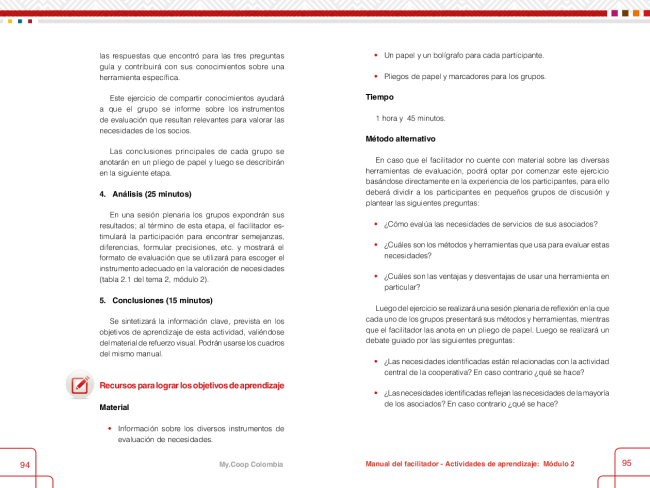 las respuestas que encontró para las tres preguntas
guía y contribuirá con sus conocimientos sobre una
herramienta específica.
Este ejercicio de compartir conocimientos ayudará
a que el grupo se informe sobre los instrumentos
de evaluación que resultan relevantes para valorar las
necesidades de los socios.
Las conclusiones principales de cada grupo se
anotarán en un pliego de papel y luego se describirán
en la siguiente etapa.
4. Análisis (25 minutos)
En una sesión plenaria los grupos expondrán sus
resultados; al término de esta etapa, el facilitador es-
timulará la participación para encontrar semejanzas,
diferencias, formular precisiones, etc. y mostrará el
formato de evaluación que se utilizará para escoger el
instrumento adecuado en la valoración de necesidades
(tabla 2.1 del tema 2, módulo 2).
5. Conclusiones (15 minutos)
Se sintetizará la información clave, prevista en los
objetivos de aprendizaje de esta actividad, valiéndose
del material de refuerzo visual. Podrán usarse los cuadros
del mismo manual.
Recursos para lograr los objetivos de aprendizaje
Material
• Información sobre los diversos instrumentos de
evaluación de necesidades.
94
My.Coop Colombia
• Un papel y un bolígrafo para cada participante.
• Pliegos de papel y marcadores para los grupos.
Tiempo
1 hora y 45 minutos.
Método alternativo
En caso que el facilitador no cuente con material sobre las diversas
herramientas de evaluación, podrá optar por comenzar este ejercicio
basándose directamente en la experiencia de los participantes, para ello
deberá dividir a los participantes en pequeños grupos de discusión y
plantear las siguientes preguntas:
• ¿Cómo evalúa las necesidades de servicios de sus asociados?
• ¿Cuáles son los métodos y herramientas que usa para evaluar estas
necesidades?
• ¿Cuáles son las ventajas y desventajas de usar una herramienta en
particular?
Luego del ejercicio se realizará una sesión plenaria de reflexión en la que
cada uno de los grupos presentará sus métodos y herramientas, mientras
que el facilitador las anota en un pliego de papel. Luego se realizará un
debate guiado por las siguientes preguntas:
• ¿Las necesidades identificadas están relacionadas con la actividad
central de la cooperativa? En caso contrario ¿qué se hace?
• ¿Las necesidades identificadas reflejan las necesidades de la mayoría
de los asociados? En caso contrario ¿qué se hace?
Manual del facilitador - Actividades de aprendizaje: Módulo 2
95